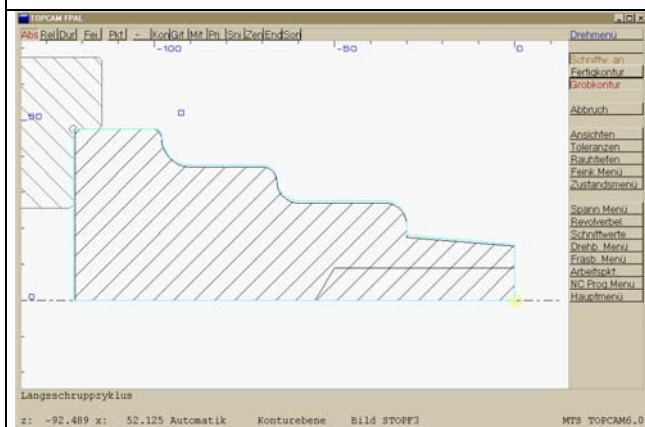 TOPCAM FPAL
Abs Rel Dur Fei Pkt - Kon Git Mit Ptj Sni Zen End Son
Drehmenü
-100
-50
0
Schnittw. an
Fertigkontur
Grobkontur
50
Abbruch
Ansichten
Toleranzen
Rauhtiefen
Feink.Menü
Zustandsmenü
Spann.Menü
Revolverbel.
Schnittwerte
Drehb. Menü
Fräsb. Menü
Arbeitspkt.
NC Prog.Menu
Hauptmenü
0
Längsschruppzyklus
z: -92.489 x: 52.125 Automatik Konturebene Bild STOPF3 MTS TOPCAM6.0